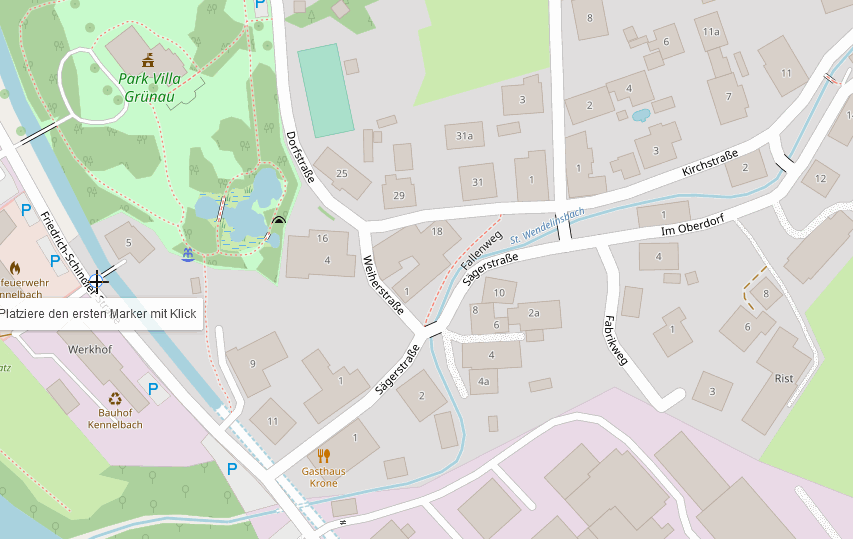 P
8
11a
6
Park Villa
Grünau
11
4
7
3
2
31a
Dorfstraße
3
Kirchstraße
25
1
1
2
31
29
12
P
1
18
St. Wendelinsbach
Im Oberdorf
Friedrich-Schindler-Straße
5
16
4
Fallenweg
Sägerstraße
4
P
feuerwehr
Kennelbach
Weiherstraße
1
10
8
Platziere den ersten Marker mit Klick
8
2a
6
Fabrikweg
1
6
Werkhof
4
9
1
Sägerstraße
4a
Rist
P
2
3
Bauhof
Kennelbach
11
6
1
P
Gasthaus
Krone